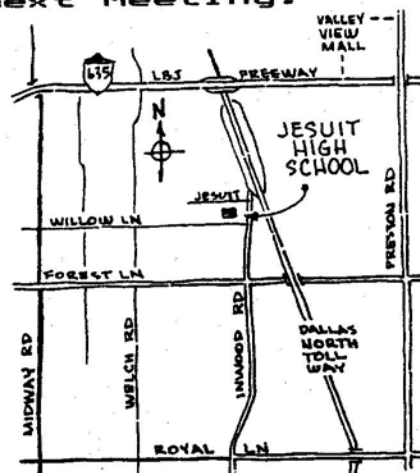 Next Meeting:
VALLEY
VIEW
MALL
635
LBJ FREEWAY
N
JESUIT
HIGH
SCHOOL
JESUIT
WILLOW LN
PRESTON RD
FOREST LN
MIDWAY RD
WELCH RD
INWOOD RD
DALLAS
NORTH
TOLL
WAY
ROYAL LN